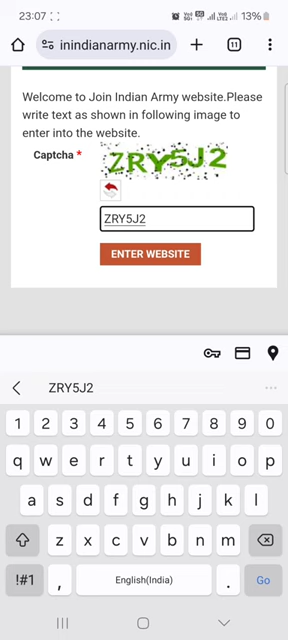 23:07
13%
inindianarmy.nic.in
11
Welcome to Join Indian Army website.Please
write text as shown in following image to
enter into the website.
Captcha * ZRY5J2
ZRY5J2
ENTER WEBSITE
ZRY5J2
1 2 3 4 5 6 7 8 9 0
q w e r t y u i o p
a s d f g h j k l
z x c v b n m
!#1 , English(India) . Go